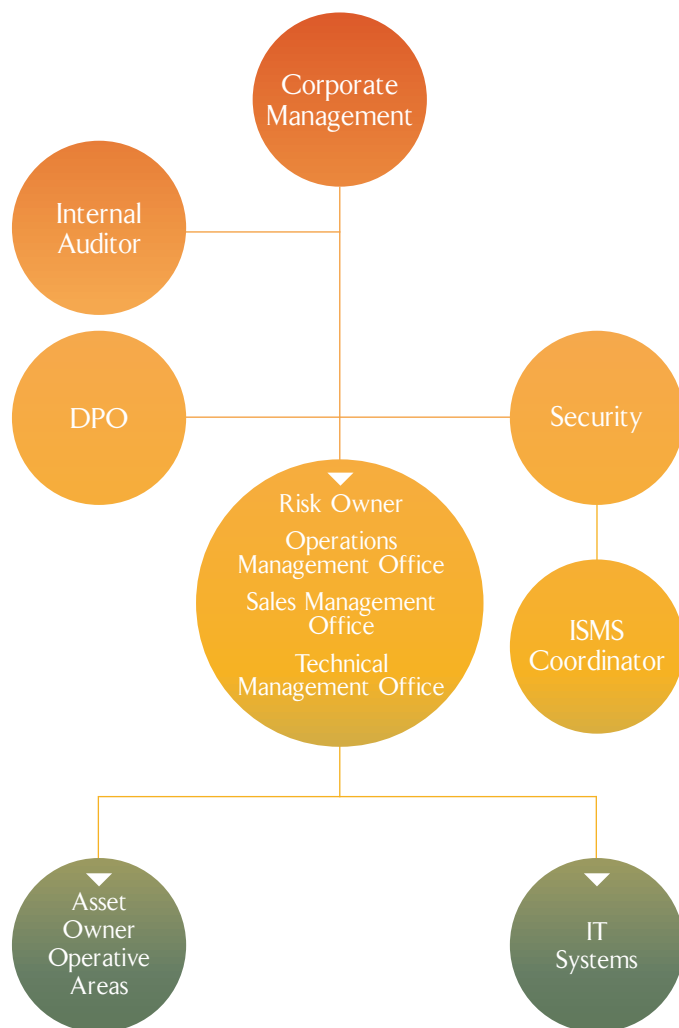 Corporate
Management
Internal
Auditor
DPO
Security
Risk Owner
Operations
Management Office
Sales Management
Office
Technical
Management Office
ISMS
Coordinator
Asset
Owner
Operative
Areas
IT
Systems